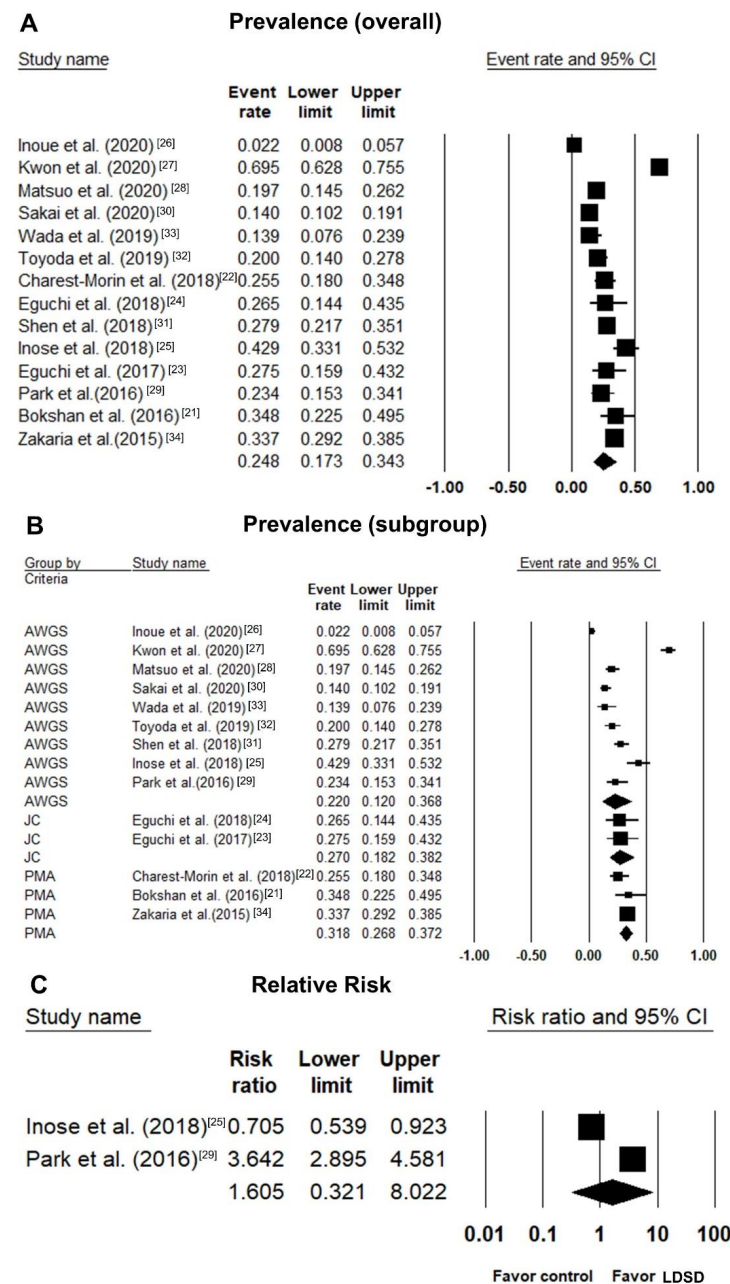 A Prevalence (overall)
Study name Event rate and 95% CI
Event Lower Upper
rate limit limit
Inoue et al. (2020) [26] 0.022 0.008 0.057
Kwon et al. (2020) [27] 0.695 0.628 0.755
Matsuo et al. (2020) [28] 0.197 0.145 0.262
Sakai et al. (2020) [30] 0.140 0.102 0.191
Wada et al. (2019) [33] 0.139 0.076 0.239
Toyoda et al. (2019) [32] 0.200 0.140 0.278
Charest-Morin et al. (2018) [22] 0.255 0.180 0.348
Eguchi et al. (2018) [24] 0.265 0.144 0.435
Shen et al. (2018) [31] 0.279 0.217 0.351
Inose et al. (2018) [25] 0.429 0.331 0.532
Eguchi et al. (2017) [23] 0.275 0.159 0.432
Park et al.(2016) [29] 0.234 0.153 0.341
Bokshan et al. (2016) [21] 0.348 0.225 0.495
Zakaria et al.(2015) [34] 0.337 0.292 0.385
0.248 0.173 0.343
-1.00 -0.50 0.00 0.50 1.00
B Prevalence (subgroup)
Group by Study name Event rate and 95% CI
Criteria
Event Lower Upper
rate limit limit
AWGS Inoue et al. (2020) [26] 0.022 0.008 0.057
AWGS Kwon et al. (2020) [27] 0.695 0.628 0.755
AWGS Matsuo et al. (2020) [28] 0.197 0.145 0.262
AWGS Sakai et al. (2020) [30] 0.140 0.102 0.191
AWGS Wada et al. (2019) [33] 0.139 0.076 0.239
AWGS Toyoda et al. (2019) [32] 0.200 0.140 0.278
AWGS Shen et al. (2018) [31] 0.279 0.217 0.351
AWGS Inose et al. (2018) [25] 0.429 0.331 0.532
AWGS Park et al.(2016) [29] 0.234 0.153 0.341
AWGS 0.220 0.120 0.368
JC Eguchi et al. (2018) [24] 0.265 0.144 0.435
JC Eguchi et al. (2017) [23] 0.275 0.159 0.432
JC 0.270 0.182 0.382
PMA Charest-Morin et al. (2018) [22] 0.255 0.180 0.348
PMA Bokshan et al. (2016) [21] 0.348 0.225 0.495
PMA Zakaria et al.(2015) [34] 0.337 0.292 0.385
PMA 0.318 0.268 0.372
-1.00 -0.50 0.00 0.50 1.00
C Relative Risk
Study name Risk ratio and 95% CI
Risk Lower Upper
ratio limit limit
Inose et al. (2018) [25] 0.705 0.539 0.923
Park et al. (2016) [29] 3.642 2.895 4.581
1.605 0.321 8.022
0.01 0.1 1 10 100
Favor control Favor LDSD